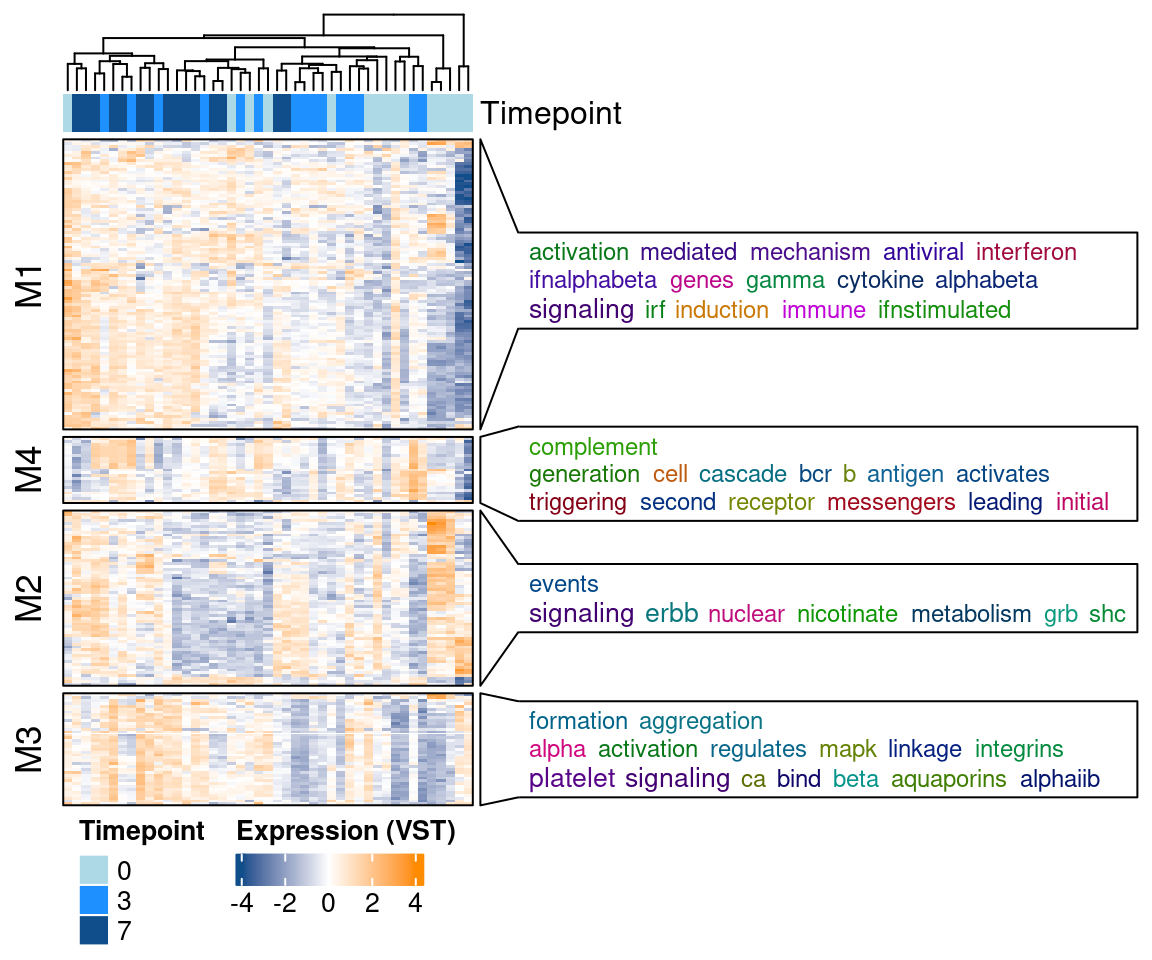 Timepoint
M1
activation mediated mechanism antiviral interferon
ifnalphabeta genes gamma cytokine alphabeta
signaling irf induction immune ifnstimulated
M4
complement
generation cell cascade bcr b antigen activates
triggering second receptor messengers leading initial
M2
events
signaling erbb nuclear nicotinate metabolism grb shc
M3
formation aggregation
alpha activation regulates mapk linkage integrins
platelet signaling ca bind beta aquaporins alphaiib
Timepoint
0
3
7
Expression (VST)
-4 -2 0 2 4